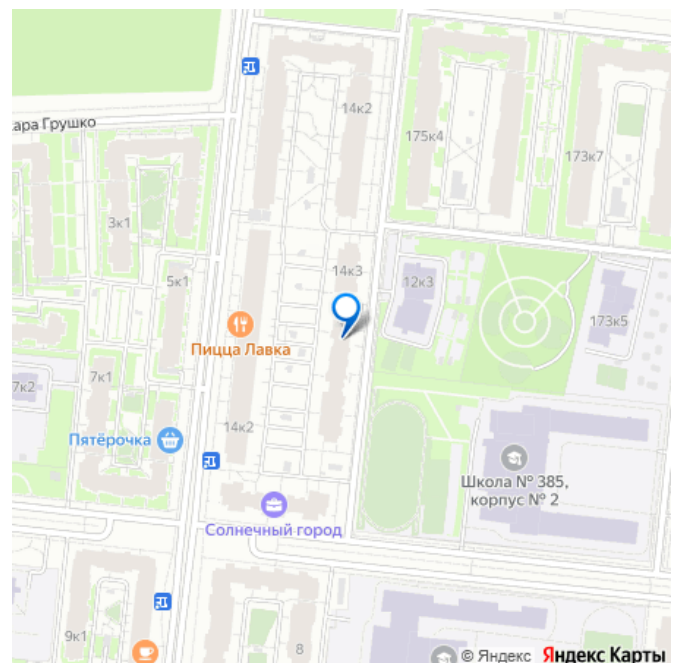 14к2
ара Грушко
175к4
173к7
3к1
14к3
5к1
12к3
173к5
Пицца Лавка
7к2
7к1
14к2
Пятёрочка
Школа № 385,
корпус № 2
Солнечный город
9к1
8
© Яндекс Яндекс Карты